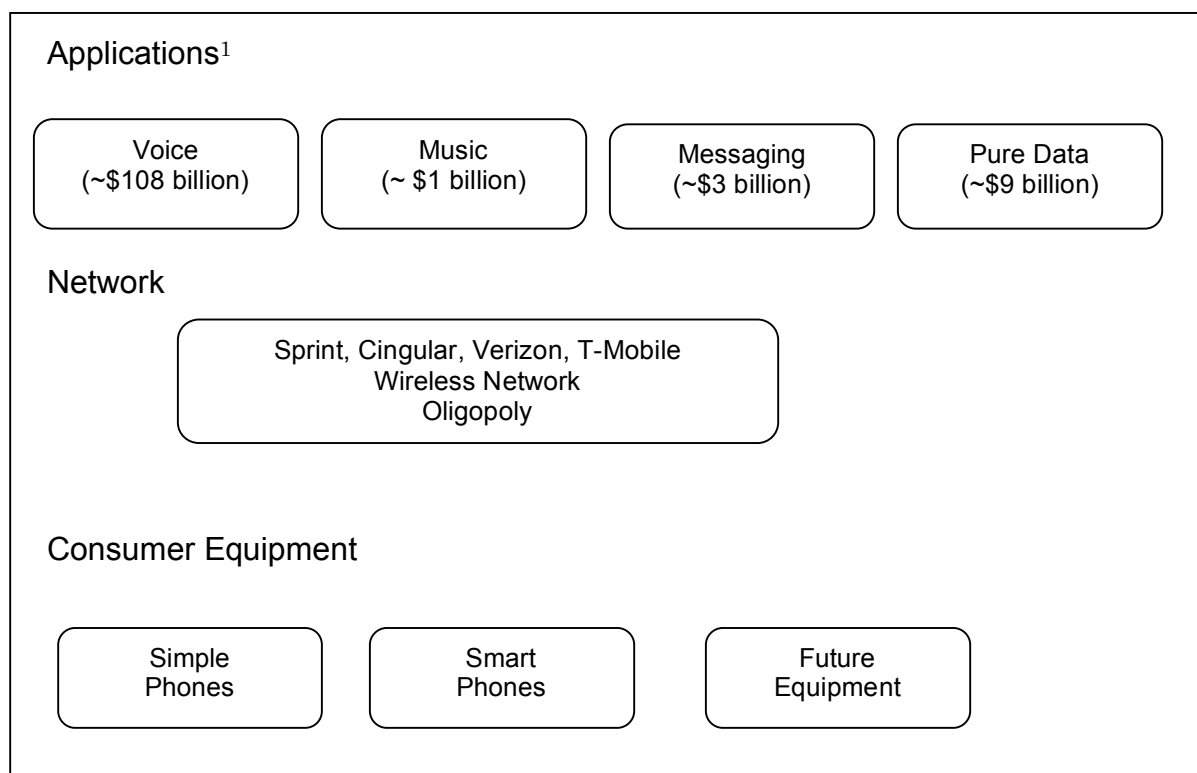 Applications¹
Voice
(~$108 billion)
Music
(~ $1 billion)
Messaging
(~$3 billion)
Pure Data
(~$9 billion)
Network
Sprint, Cingular, Verizon, T-Mobile
Wireless Network
Oligopoly
Consumer Equipment
Simple
Phones
Smart
Phones
Future
Equipment